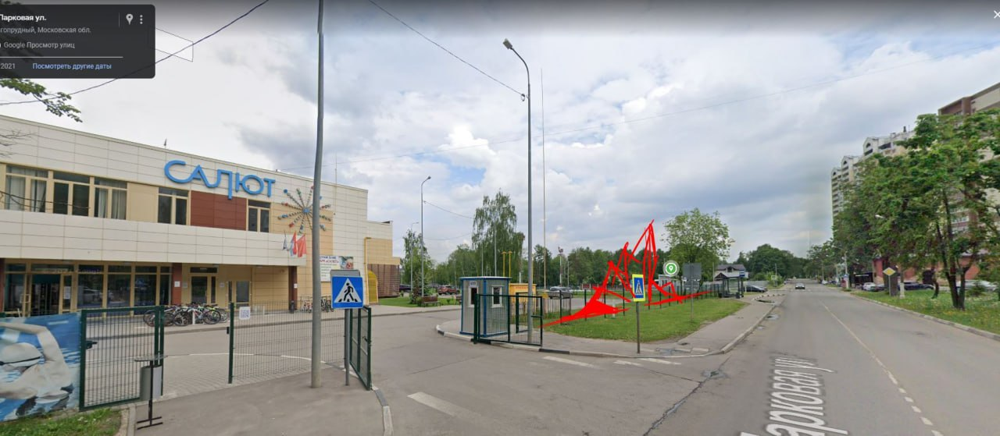 Парковая ул.
гопрудный, Московская обл.
Google Просмотр улиц
2021
Посмотреть другие даты
САЛЮТ
Парковая ул